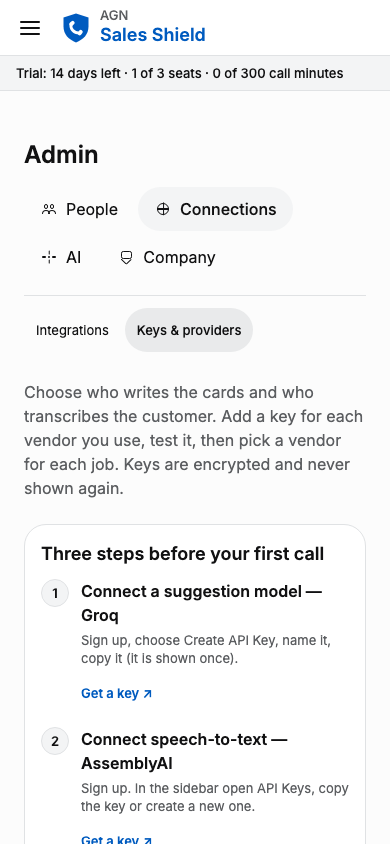 AGN
Sales Shield
Trial: 14 days left · 1 of 3 seats · 0 of 300 call minutes
Admin
People
Connections
AI
Company
Integrations
Keys & providers
Choose who writes the cards and who
transcribes the customer. Add a key for each
vendor you use, test it, then pick a vendor
for each job. Keys are encrypted and never
shown again.
Three steps before your first call
1
Connect a suggestion model —
Groq
Sign up, choose Create API Key, name it,
copy it (it is shown once).
Get a key ↗
2
Connect speech-to-text —
AssemblyAI
Sign up. In the sidebar open API Keys, copy
the key or create a new one.
Get a key ↗